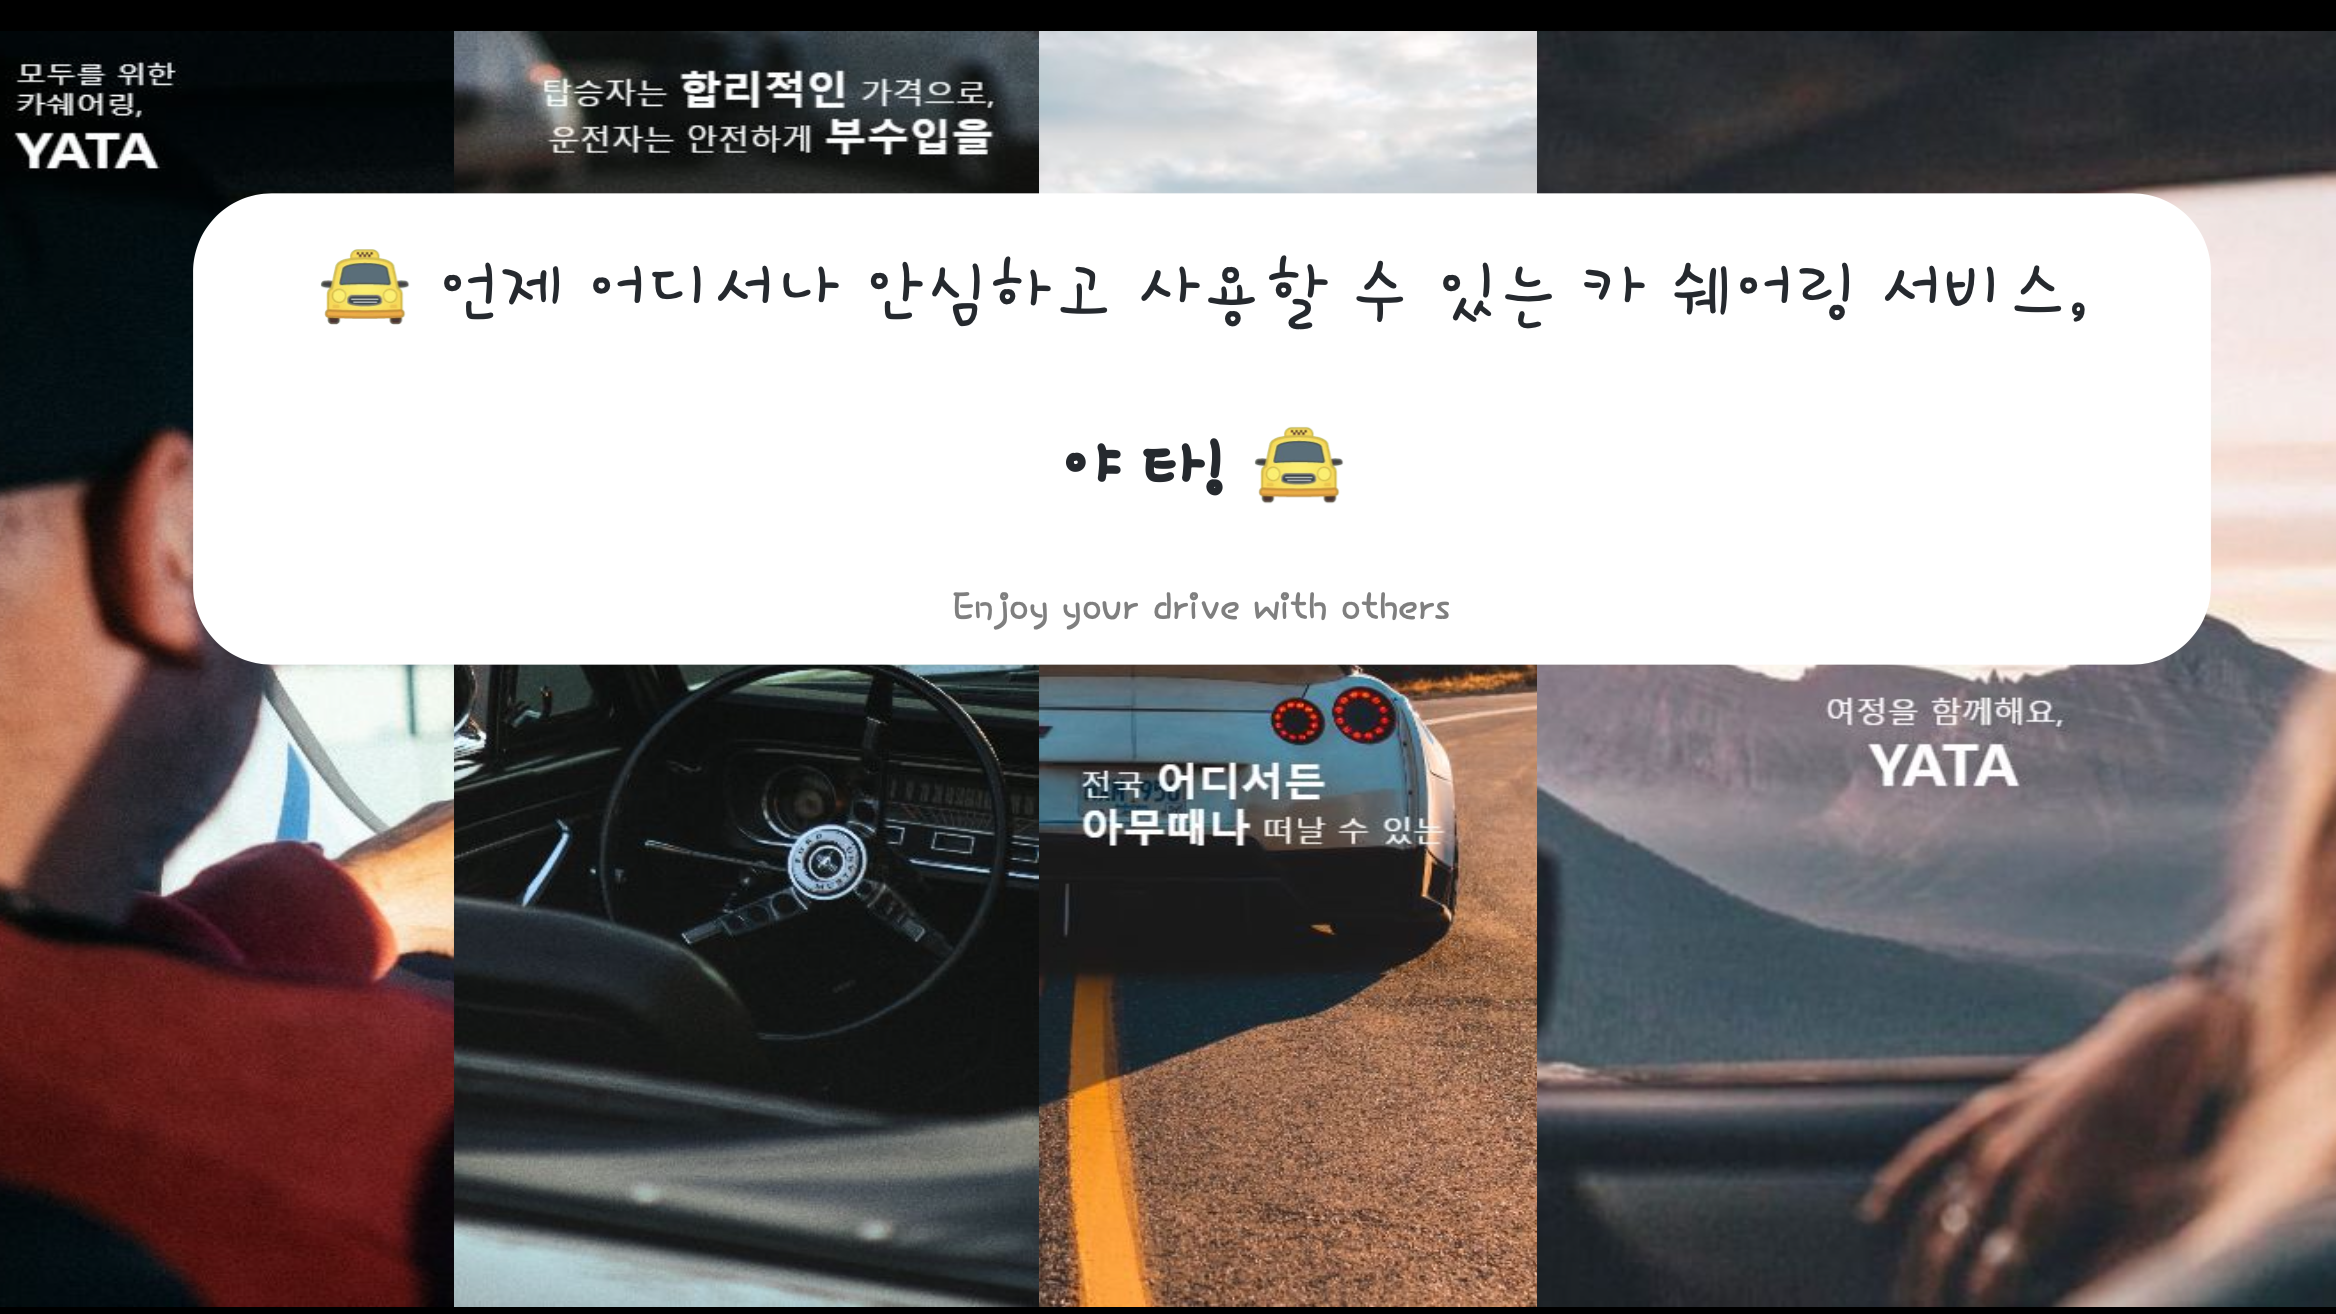 모두를 위한
카쉐어링,
YATA
탑승자는 합리적인 가격으로,
운전자는 안전하게 부수입을
🚖 언제 어디서나 안심하고 사용할 수 있는 카 쉐어링 서비스,
야 타! 🚖
Enjoy your drive with others
전국 어디서든
아무때나 떠날 수 있는
여정을 함께해요,
YATA
FORD MUSTANG